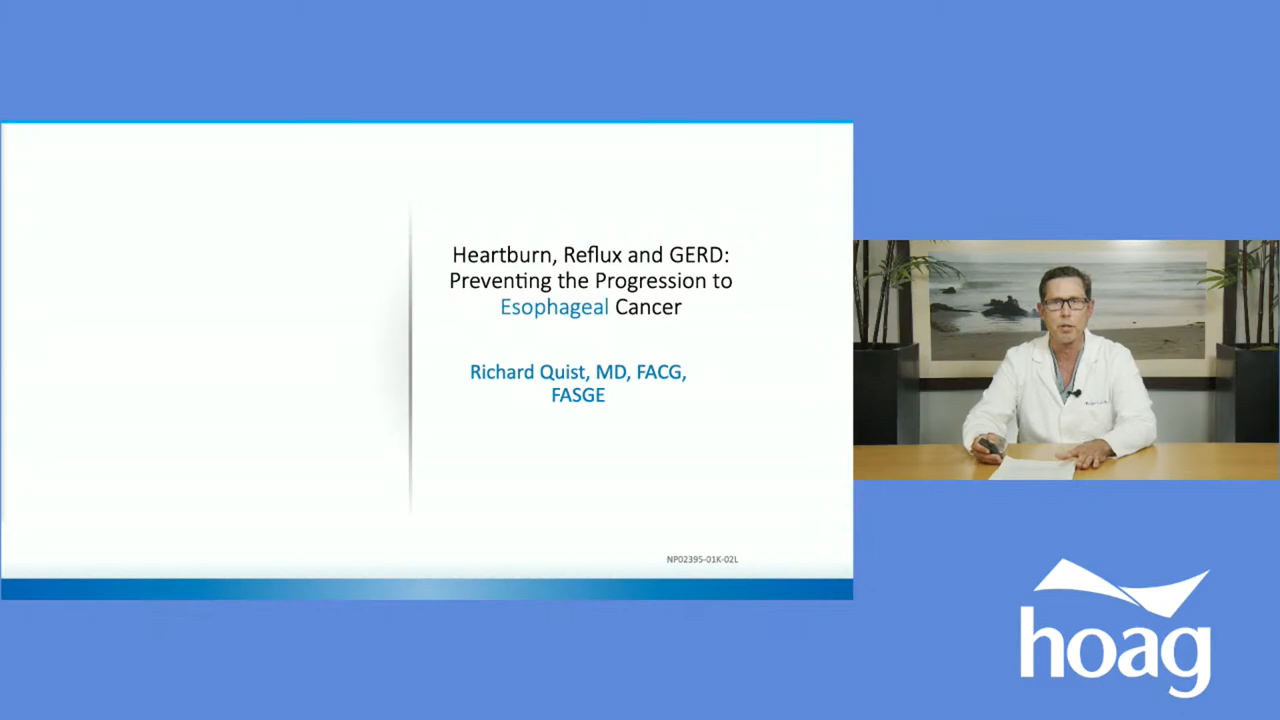 Heartburn, Reflux and GERD:
Preventing the Progression to
Esophageal Cancer
Richard Quist, MD, FACG,
FASGE
NP02395-01K-02L
hoag